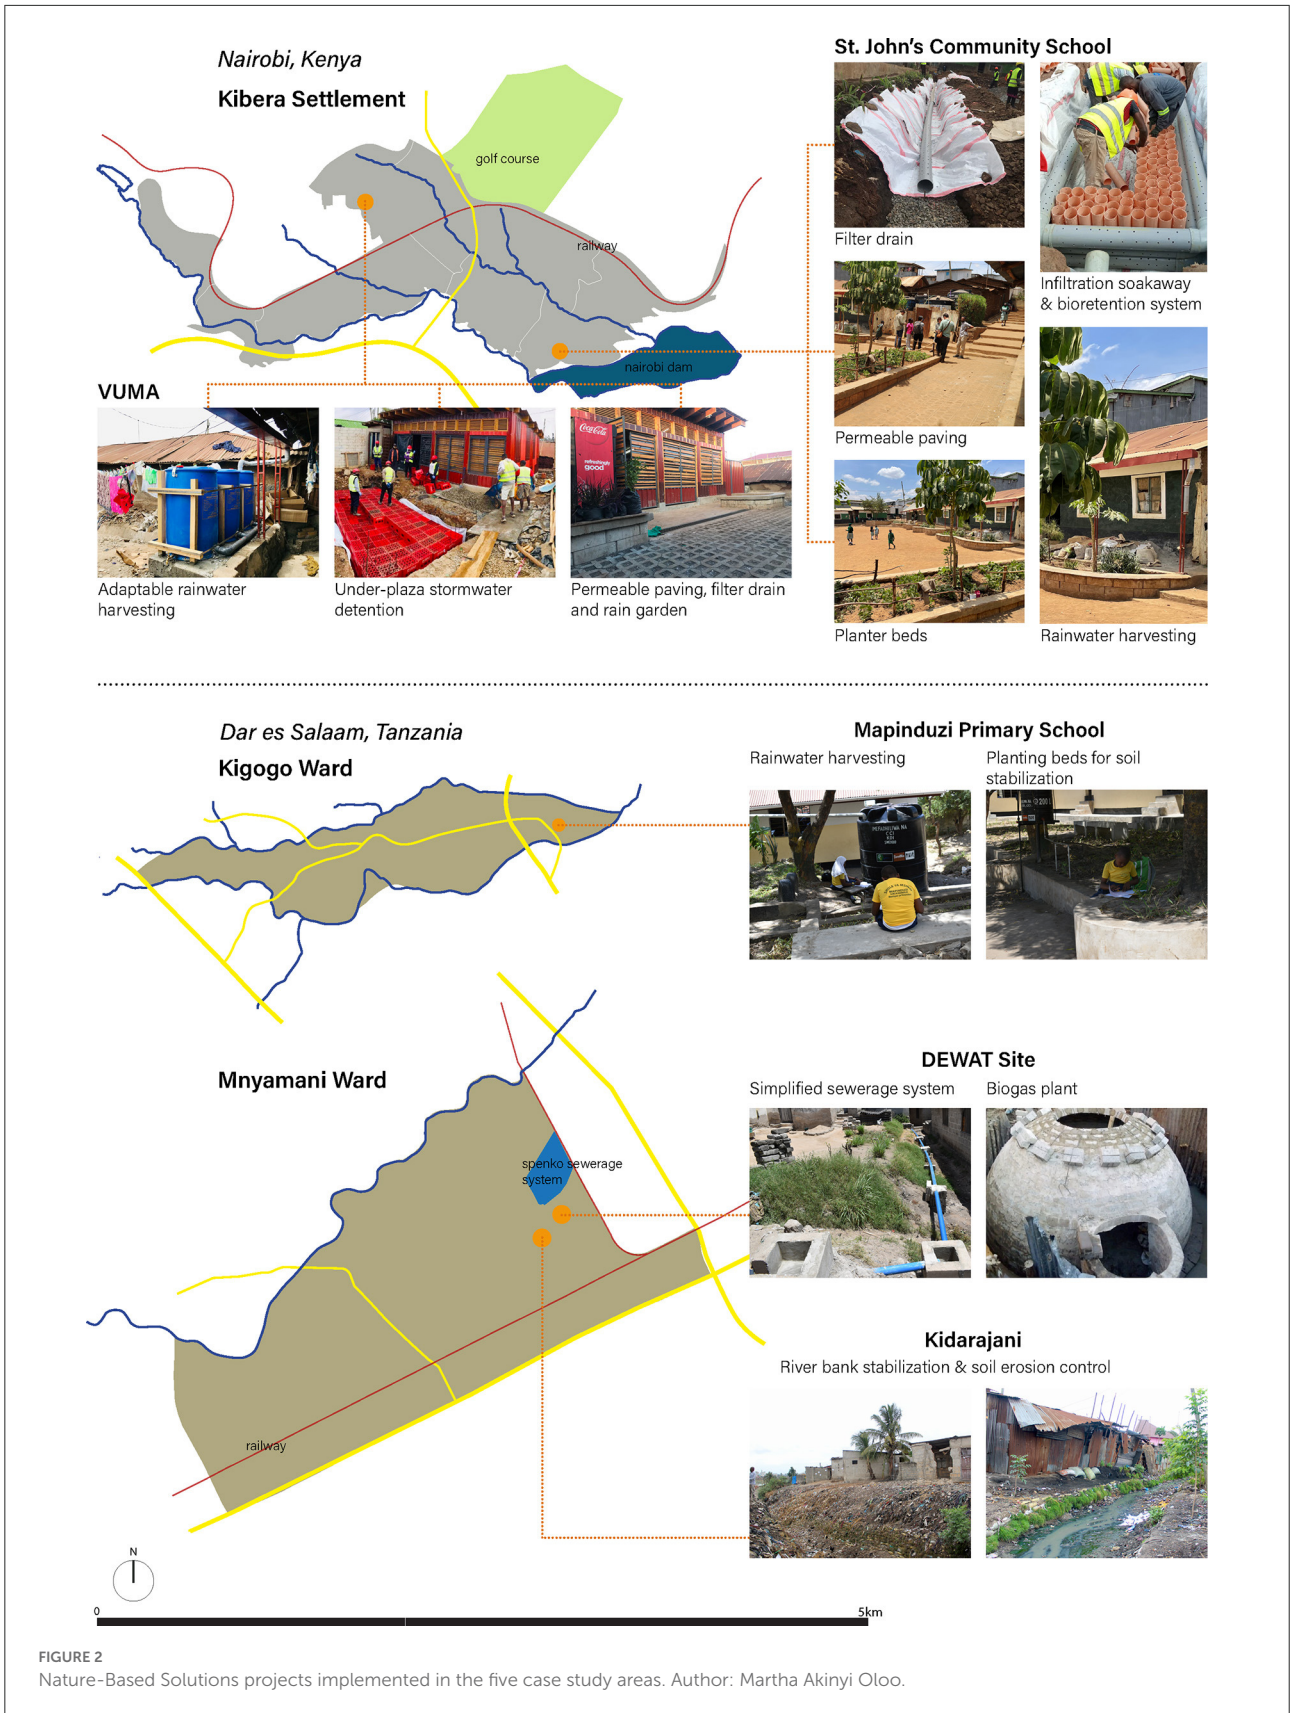 Nairobi, Kenya
Kibera Settlement
golf course
railway
nairobi dam
St. John's Community School
Filter drain
Infiltration soakaway
& bioretention system
Permeable paving
Planter beds
Rainwater harvesting
VUMA
Coca-Cola
refreshingly
good
Adaptable rainwater
harvesting
Under-plaza stormwater
detention
Permeable paving, filter drain
and rain garden
Dar es Salaam, Tanzania
Kigogo Ward
Mapinduzi Primary School
Rainwater harvesting
Planting beds for soil
stabilization
Mnyamani Ward
spenko sewerage
system
railway
DEWAT Site
Simplified sewerage system
Biogas plant
Kidarajani
River bank stabilization & soil erosion control
N
0
5km
FIGURE 2
Nature-Based Solutions projects implemented in the five case study areas. Author: Martha Akinyi Oloo.